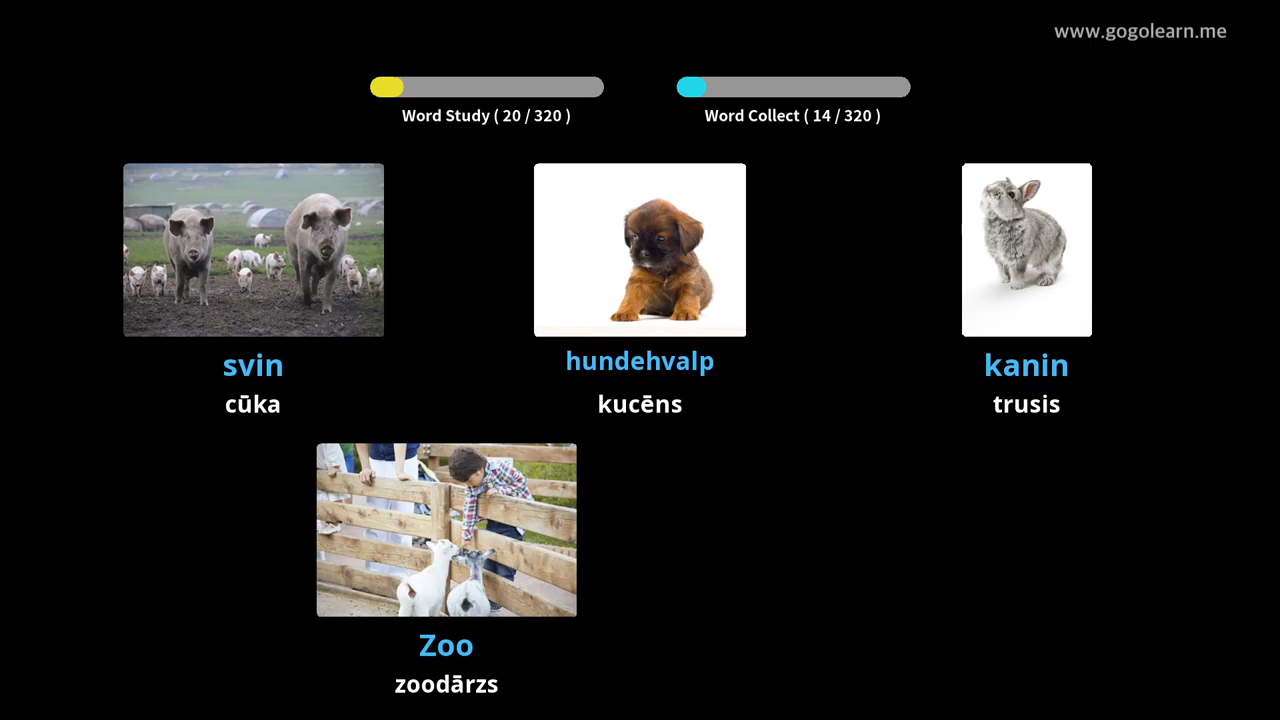 www.gogolearn.me
Word Study ( 20 / 320 )
Word Collect ( 14 / 320 )
svin
cūka
hundehvalp
kucēns
kanin
trusis
Zoo
zoodārzs